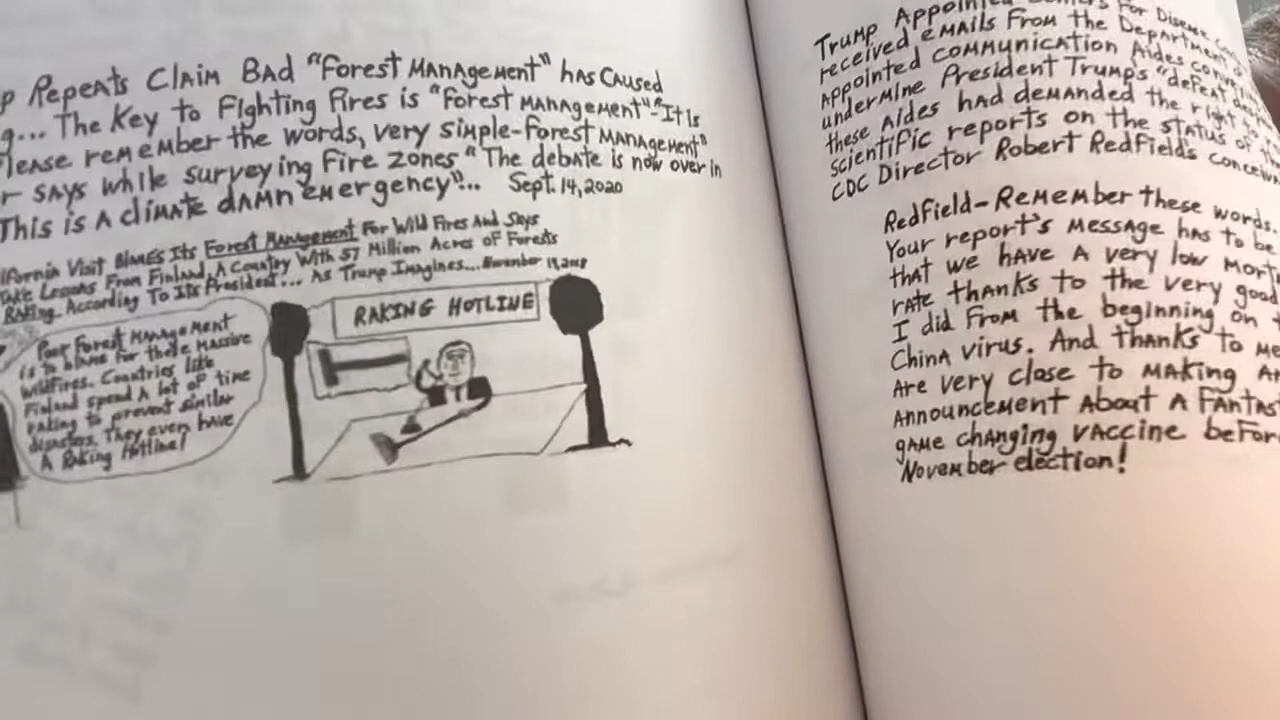 p Repeats Claim Bad "Forest Management" has Caused
g... The Key to Fighting Fires is "Forest Management"-"It is
lease remember the words, very simple-forest management"
r says while surveying fire zones "The debate is now over in
This is a climate damn emergency"... Sept. 14, 2020
ifornia Visit Blames Its Forest Management For Wild Fires And Says
Take Lessons From Finland, A Country With 57 Million Acres of Forests
Raking According To Its President... As Trump Imagines... November 19, 2018
Poor Forest Management
is to blame for these massive
wildfires. Countries like
Finland spend a lot of time
raking to prevent similar
disasters. They even have
A Raking Hotline!
RAKING HOTLINE
Trump Appointed Centers For Disease
received emails From the Department
Appointed communication Aides
undermine President Trumps "defeat
these Aides had demanded the right to
scientific reports on the status of
CDC Director Robert Redfield's
Redfield-Remember these words.
Your report's message has to be
that we have A very low
rate thanks to the very good
I did From the beginning on
China virus. And thanks to
Are very close to making
Announcement About A
game changing vaccine
November election!